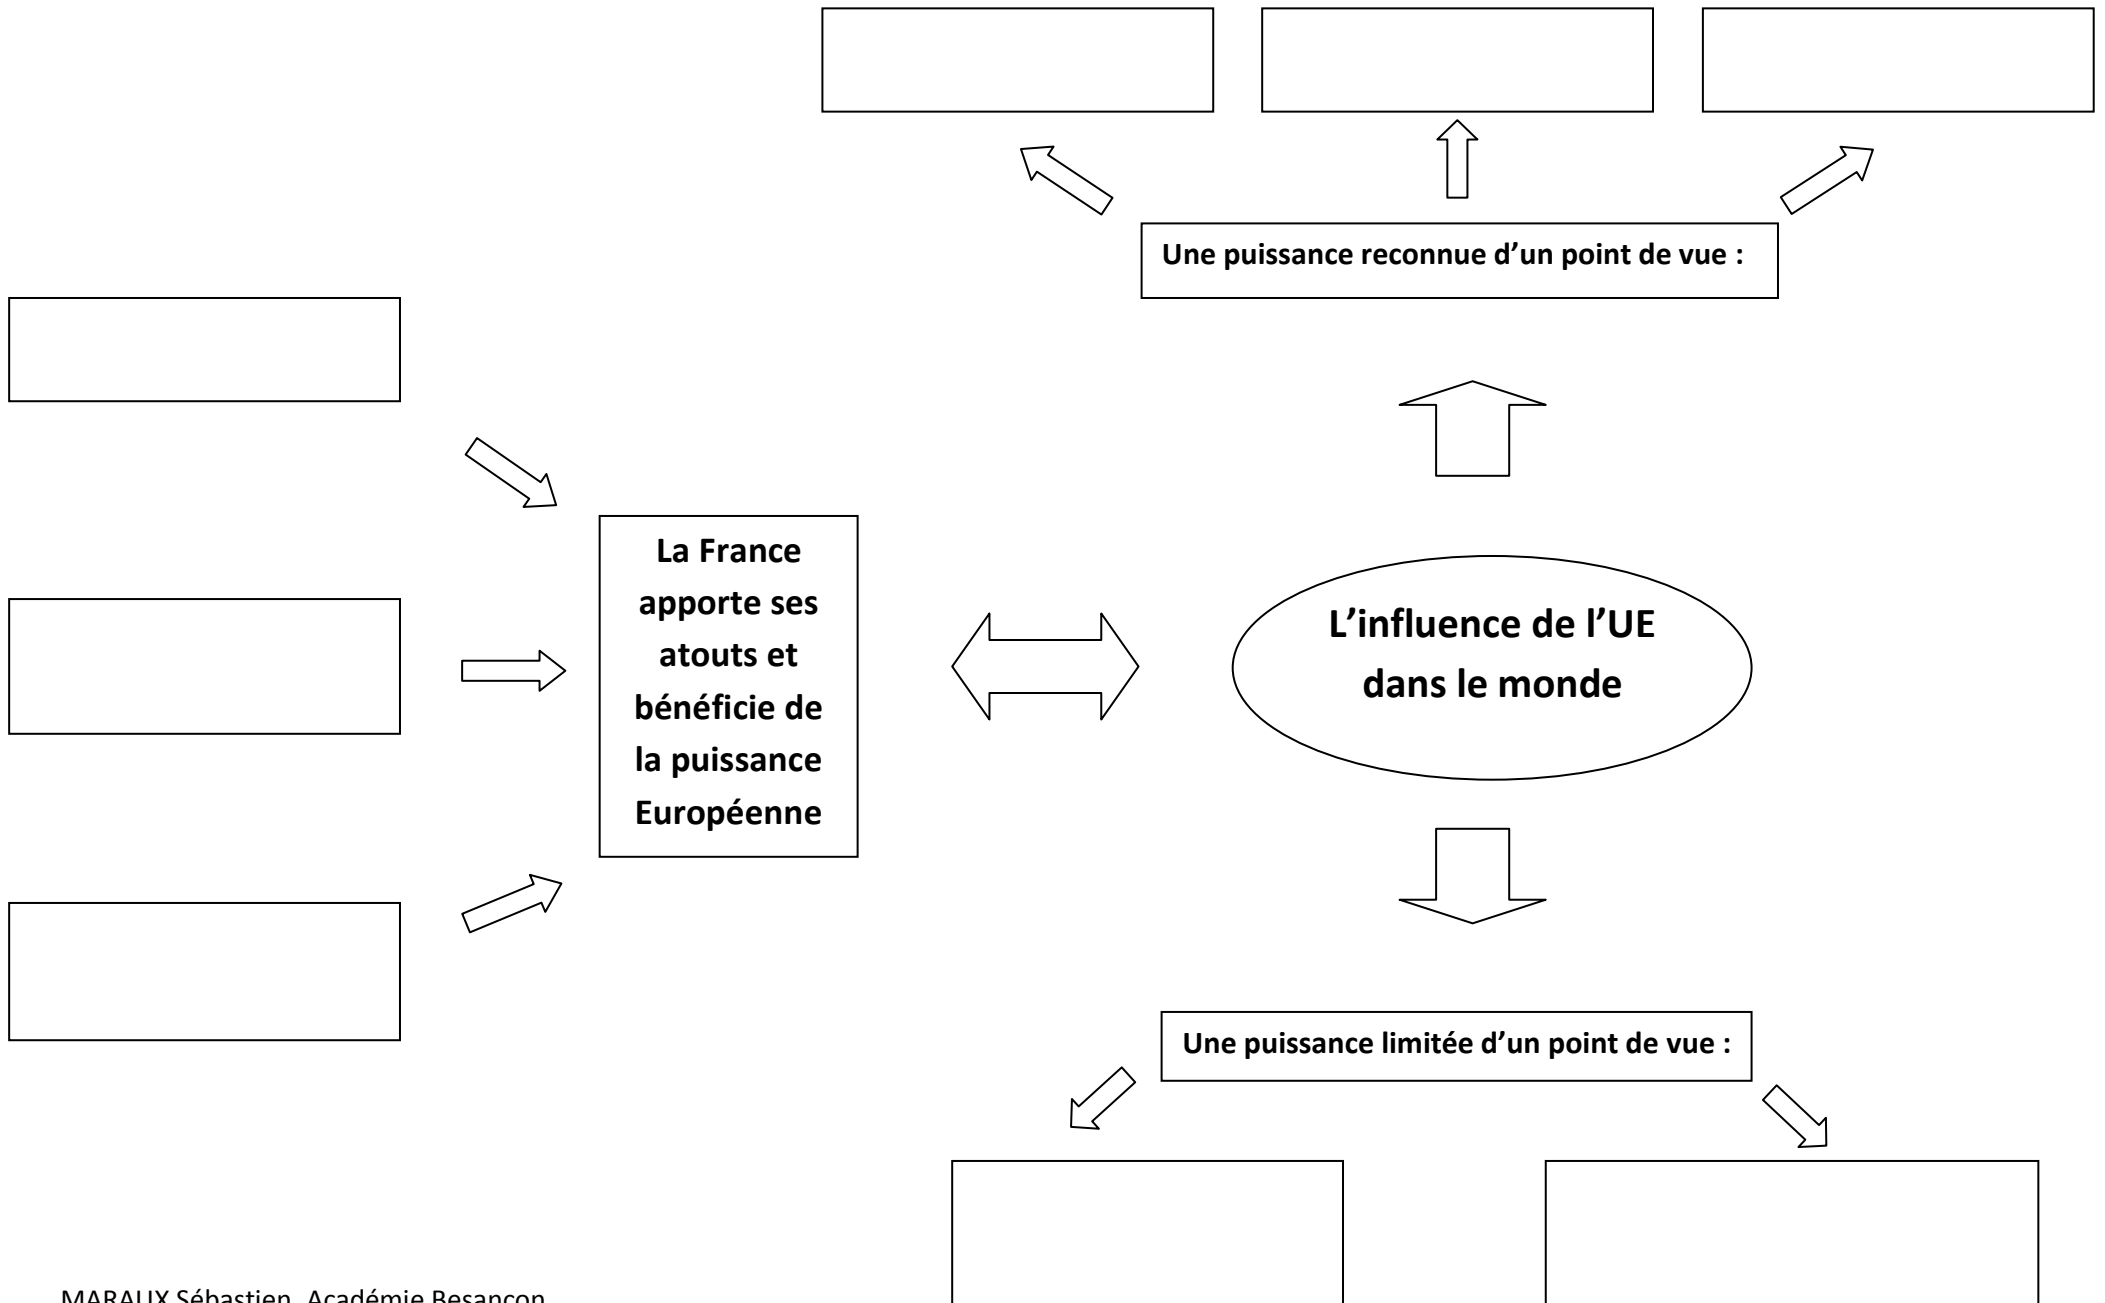 Une puissance reconnue d’un point de vue :
La France
apporte ses
atouts et
bénéficie de
la puissance
Européenne
L’influence de l’UE
dans le monde
Une puissance limitée d’un point de vue :
MARAUX Sébastien, Académie Besançon